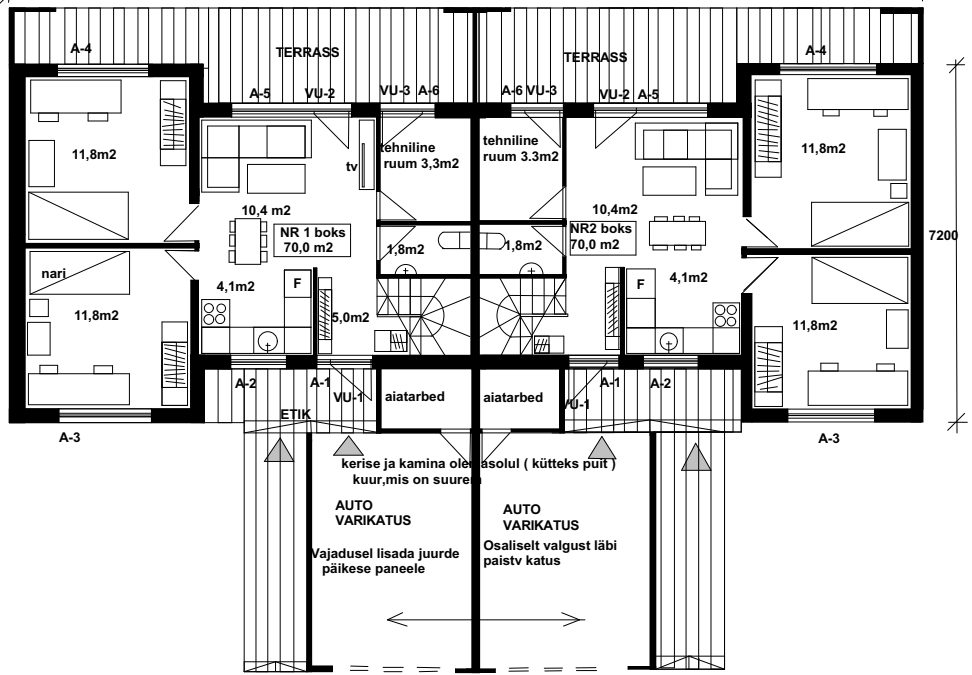 A-4
TERRASS
TERRASS
A-4
A-5
VU-2
VU-3
A-6
A-6
VU-3
VU-2
A-5
11,8m2
tv
tehniline
ruum 3,3m2
tehniline
ruum 3.3m2
11,8m2
10,4 m2
10,4m2
NR 1 boks
70,0 m2
1,8m2
1,8m2
NR2 boks
70,0 m2
7200
nari
4,1m2
F
F
4,1m2
11,8m2
5,0m2
11,8m2
A-2
A-1
VU-1
aiatarbed
aiatarbed
VU-1
A-1
A-2
ETIK
A-3
A-3
kerise ja kamina olemasolul ( kütteks puit )
kuur,mis on suurem
AUTO
VARIKATUS
AUTO
VARIKATUS
Vajadusel lisada juurde
päikese paneele
Osaliselt valgust läbi
paistv katus